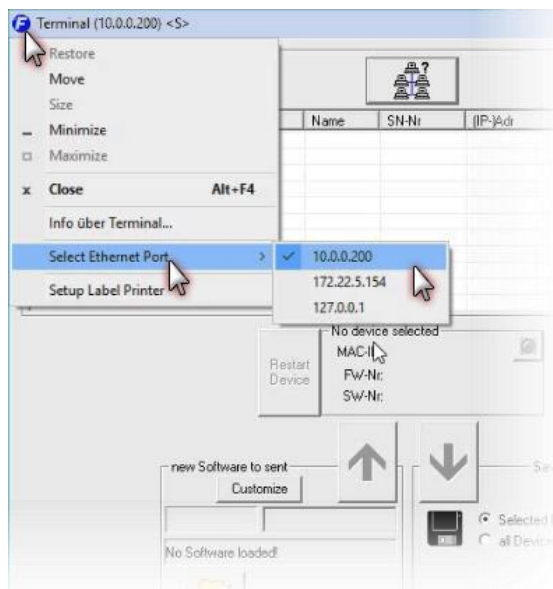 Terminal (10.0.0.200) <S>
Restore
Move
Size
Minimize
Maximize
x Close Alt+F4
Info über Terminal...
Select Ethernet Port
Setup Label Printer
10.0.0.200
172.22.5.154
127.0.0.1
?
Name SN-Nr (IP-)Adr
Restart
Device
No device selected
MAC-I
FW-Nr:
SW-Nr:
new Software to sent
Customize
No Software loaded!
Selected
all Device